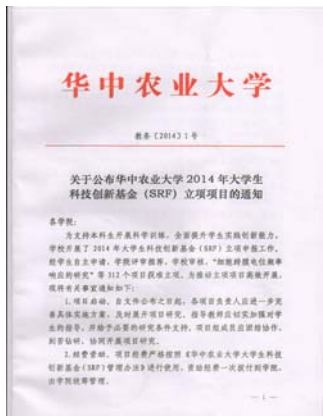 华中农业大学
教务〔2014〕1号
关于公布华中农业大学2014年大学生
科技创新基金（SRF）立项项目的通知
各学院：
为支持本科生开展科学训练，全面提升学生实践创新能力，
学校开展了2014年大学生科技创新基金（SRF）立项申报工作。
经学生自主申请，学院评审推荐，学校审核，“细胞跨膜电位频率
响应的研究”等312个项目获准立项。为推动立项项目高效开展，
现将有关事宜通知如下：
1.项目启动。自文件公布之日起，各项目负责人应进一步完
善具体实施方案，及时开展项目研究。指导教师应切实加强对学
生的指导，并给予必要的研究条件支持。项目组成员应团结协作，
刻苦钻研，协同开展项目研究。
2.经费资助。项目经费严格按照《华中农业大学大学生科技
创新基金（SRF）管理办法》进行使用。资助经费一次拨付到学院，
由学院统筹管理。
— 1 —